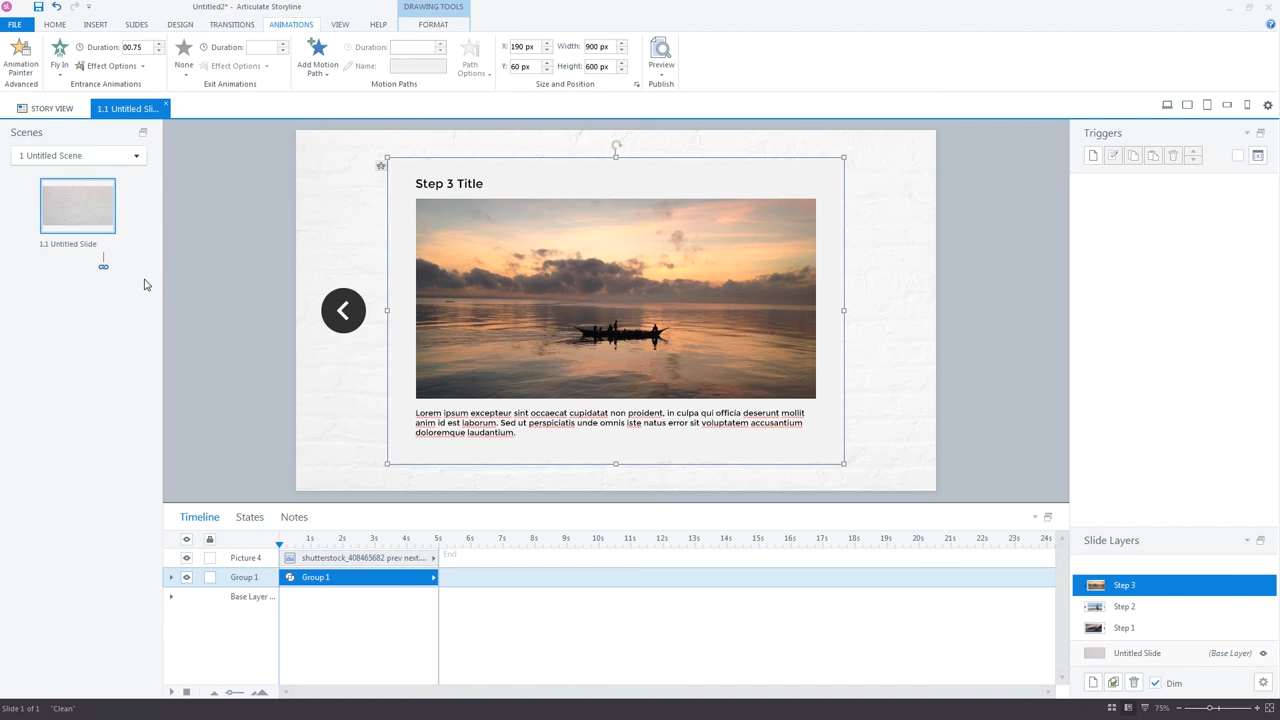 Untitled2* - Articulate Storyline
DRAWING TOOLS
FILE HOME INSERT SLIDES DESIGN TRANSITIONS ANIMATIONS VIEW HELP FORMAT
Animation Painter
Fly In
Duration: 00.75
Effect Options
None
Duration:
Effect Options
Add Motion Path
Duration:
Name:
Path Options
X: 190 px Width: 900 px
Y: 60 px Height: 600 px
Preview
Advanced Entrance Animations Exit Animations Motion Paths Size and Position Publish
STORY VIEW 1.1 Untitled Sli...
Scenes
1 Untitled Scene
1.1 Untitled Slide
Step 3 Title
Lorem ipsum excepteur sint occaecat cupidatat non proident, in culpa qui officia deserunt mollit
anim id est laborum. Sed ut perspiciatis unde omnis iste natus error sit voluptatem accusantium
doloremque laudantium.
Triggers
Timeline States Notes
1s 2s 3s 4s 5s 6s 7s 8s 9s 10s 11s 12s 13s 14s 15s 16s 17s 18s 19s 20s 21s 22s 23s 24s
Picture 4 shutterstock_408465682 prev next.... End
Group 1 Group 1
Base Layer ...
Slide Layers
Step 3
Step 2
Step 1
Untitled Slide (Base Layer)
Dim
Slide 1 of 1 "Clean" 75%